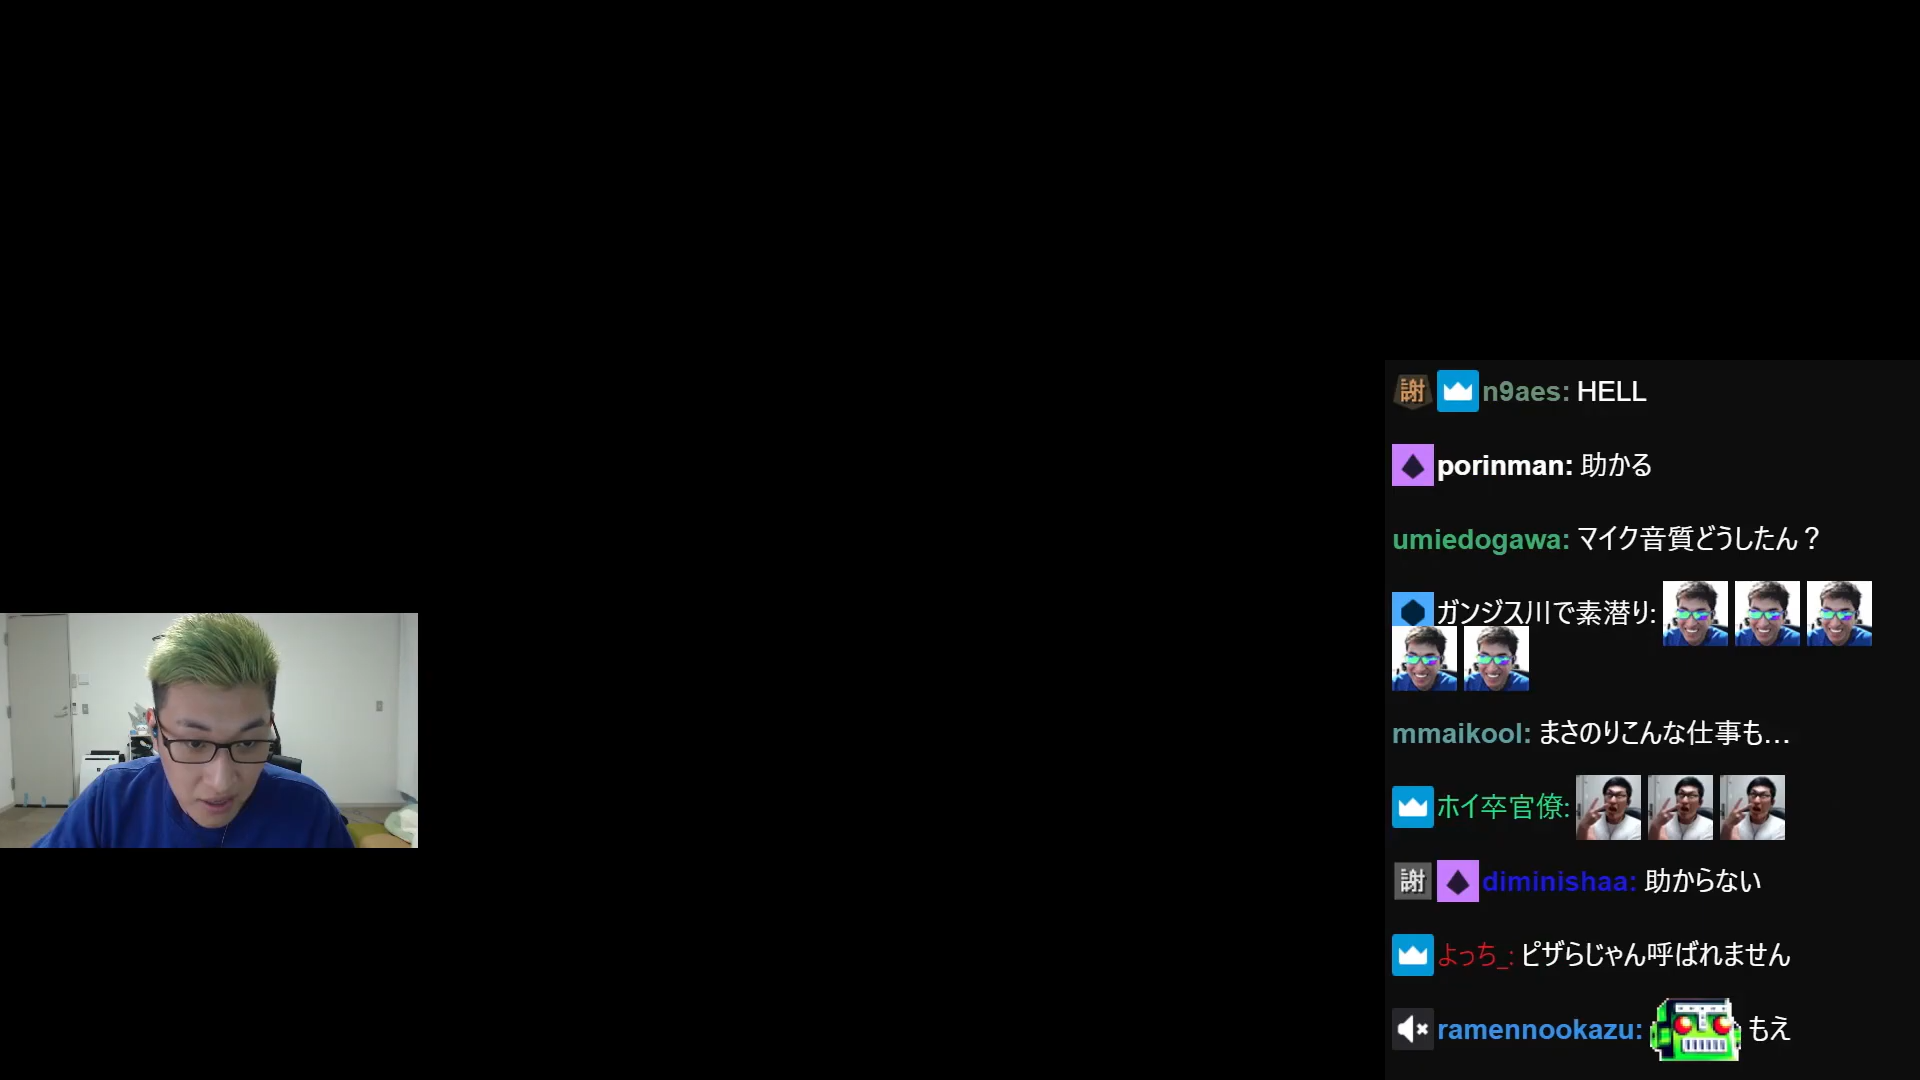 謝 n9aes: HELL
porinman: 助かる
umiedogawa: マイク音質どうしたん？
ガンジス川で素潜り:
mmaikool: まさのりこんな仕事も…
ホイ卒官僚:
謝 diminishaa: 助からない
よっち_: ピザらじゃん呼ばれません
ramennookazu: もえ